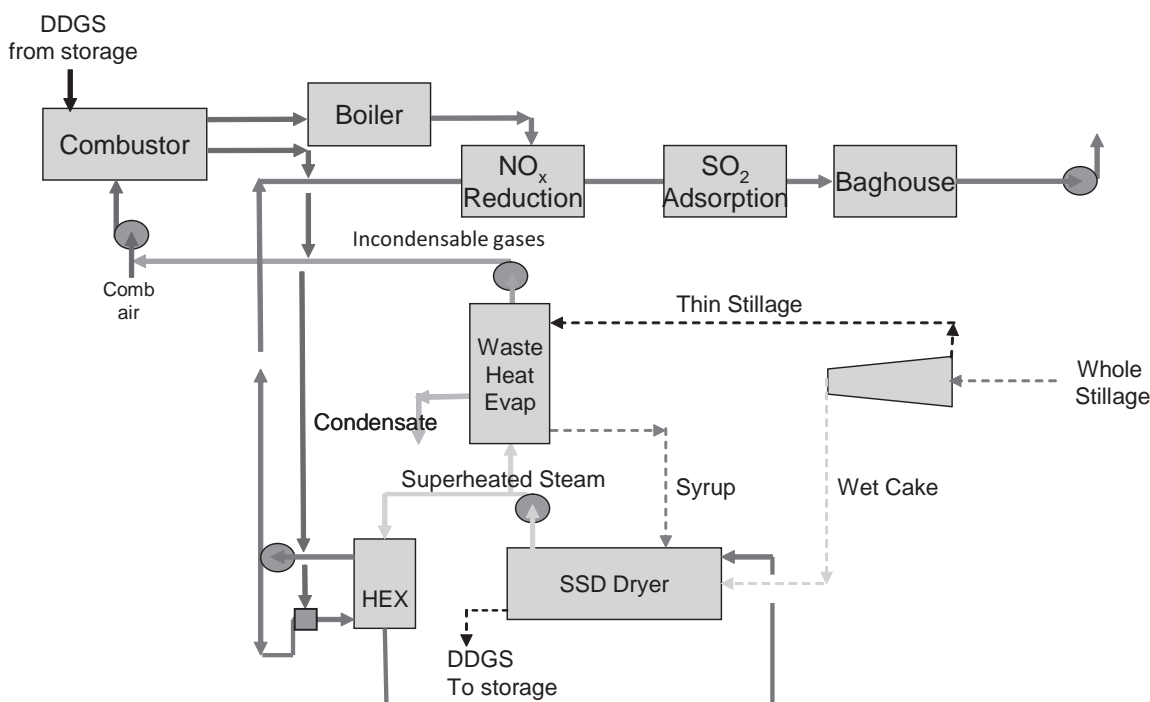 DDGS
from storage
Combustor
Boiler
NOx
Reduction
SO2
Adsorption
Baghouse
Incondensable gases
Comb
air
Thin Stillage
Waste
Heat
Evap
Whole
Stillage
Condensate
Superheated Steam
Syrup
Wet Cake
HEX
SSD Dryer
DDGS
To storage